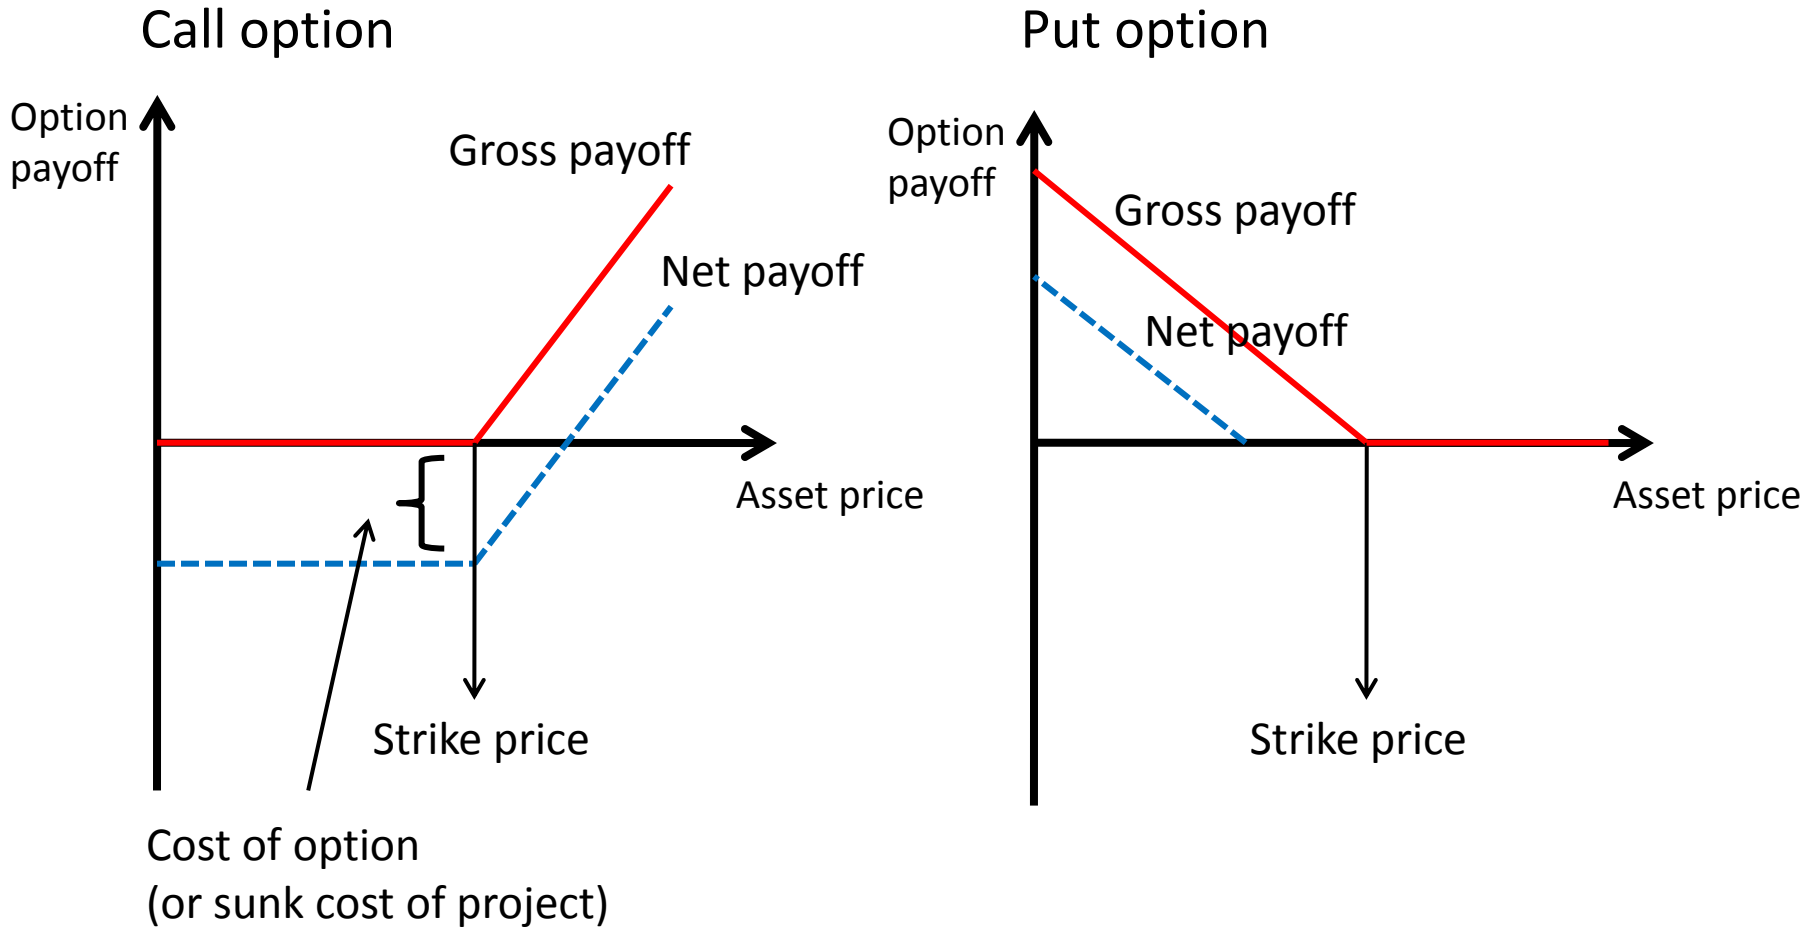 Call option
Option
payoff
Gross payoff
Net payoff
Asset price
Strike price
Cost of option
(or sunk cost of project)
Put option
Option
payoff
Gross payoff
Net payoff
Asset price
Strike price